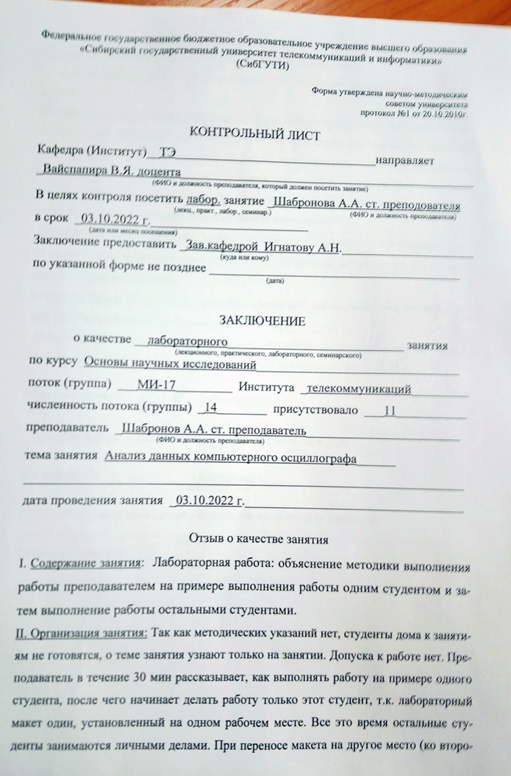 Федеральное государственное бюджетное образовательное учреждение высшего образования
«Сибирский государственный университет телекоммуникаций и информатики»
(СибГУТИ)
Форма утверждена научно-методическим
советом университета
протокол №1 от 20.10.2010г.
КОНТРОЛЬНЫЙ ЛИСТ
Кафедра (Институт) ТЭ направляет
Вайспапира В.Я. доцента
(ФИО и должность преподавателя, который должен посетить занятие)
В целях контроля посетить лабор. занятие Шабронова А.А. ст. преподователя
(лекц., практ., лабор., семинар.) (ФИО и должность преподавателя)
в срок 03.10.2022 г.
(дата или месяц посещения)
Заключение предоставить Зав.кафедрой Игнатову А.Н.
(куда или кому)
по указанной форме не позднее
(дата)
ЗАКЛЮЧЕНИЕ
о качестве лабораторного занятия
(лекционного, практического, лабораторного, семинарского)
по курсу Основы научных исследований
поток (группа) МИ-17 Института телекоммуникаций
численность потока (группы) 14 присутствовало 11
преподаватель Шабронов А.А. ст. преподаватель
(ФИО и должность преподавателя)
тема занятия Анализ данных компьютерного осциллографа
дата проведения занятия 03.10.2022 г.
Отзыв о качестве занятия
I. Содержание занятия: Лабораторная работа: объяснение методики выполнения
работы преподавателем на примере выполнения работы одним студентом и за-
тем выполнение работы остальными студентами.
II. Организация занятия: Так как методических указаний нет, студенты дома к заняти-
ям не готовятся, о теме занятия узнают только на занятии. Допуска к работе нет. Пре-
подаватель в течение 30 мин рассказывает, как выполнять работу на примере одного
студента, после чего начинает делать работу только этот студент, т.к. лабораторный
макет один, установленный на одном рабочем месте. Все это время остальные сту-
денты занимаются личными делами. При переносе макета на другое место (ко второ-